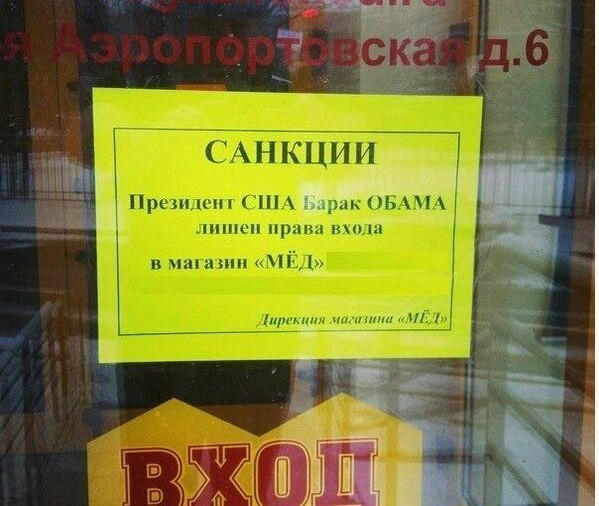 я Аэропортовская д.6
САНКЦИИ
Президент США Барак ОБАМА
лишен права входа
в магазин «МЁД»
Дирекция магазина «МЁД»
ВХОД